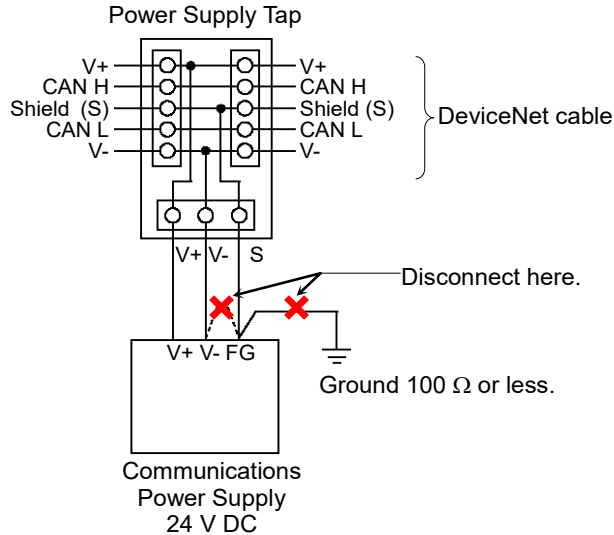 Power Supply Tap
V+ V+
CAN H CAN H
Shield (S) Shield (S)
CAN L CAN L
V- V-
DeviceNet cable
V+ V- S
Disconnect here.
V+ V- FG
Ground 100 Ω or less.
Communications
Power Supply
24 V DC